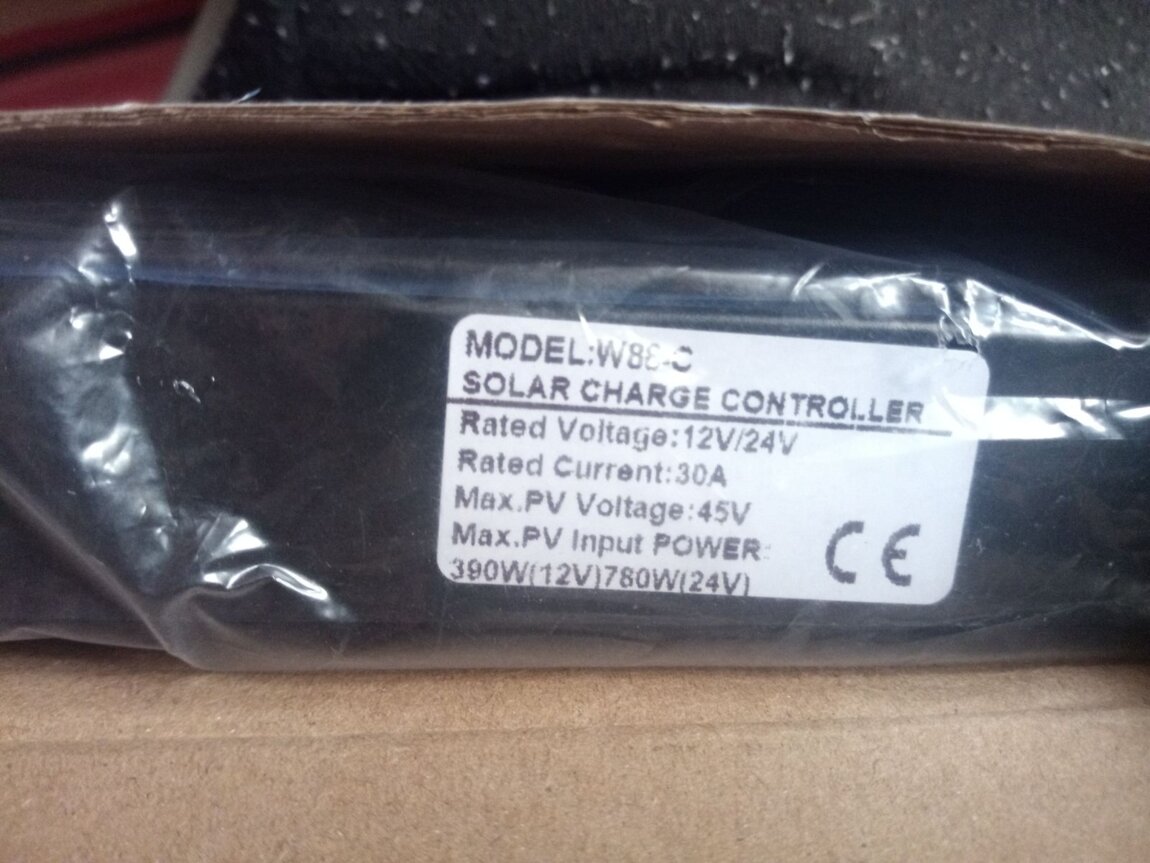 MODEL:W88-C
SOLAR CHARGE CONTROLLER
Rated Voltage:12V/24V
Rated Current:30A
Max.PV Voltage:45V
Max.PV Input POWER:
390W(12V)780W(24V)
CE